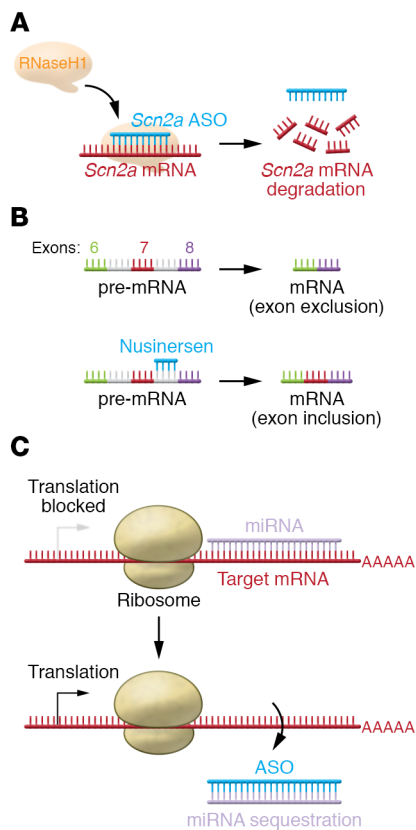 A
RNaseH1
Scn2a ASO
Scn2a mRNA
Scn2a mRNA
degradation
B
Exons: 6 7 8
pre-mRNA
mRNA
(exon exclusion)
Nusinersen
pre-mRNA
mRNA
(exon inclusion)
C
Translation
blocked
miRNA
Target mRNA
AAAAA
Ribosome
Translation
AAAAA
ASO
miRNA sequestration